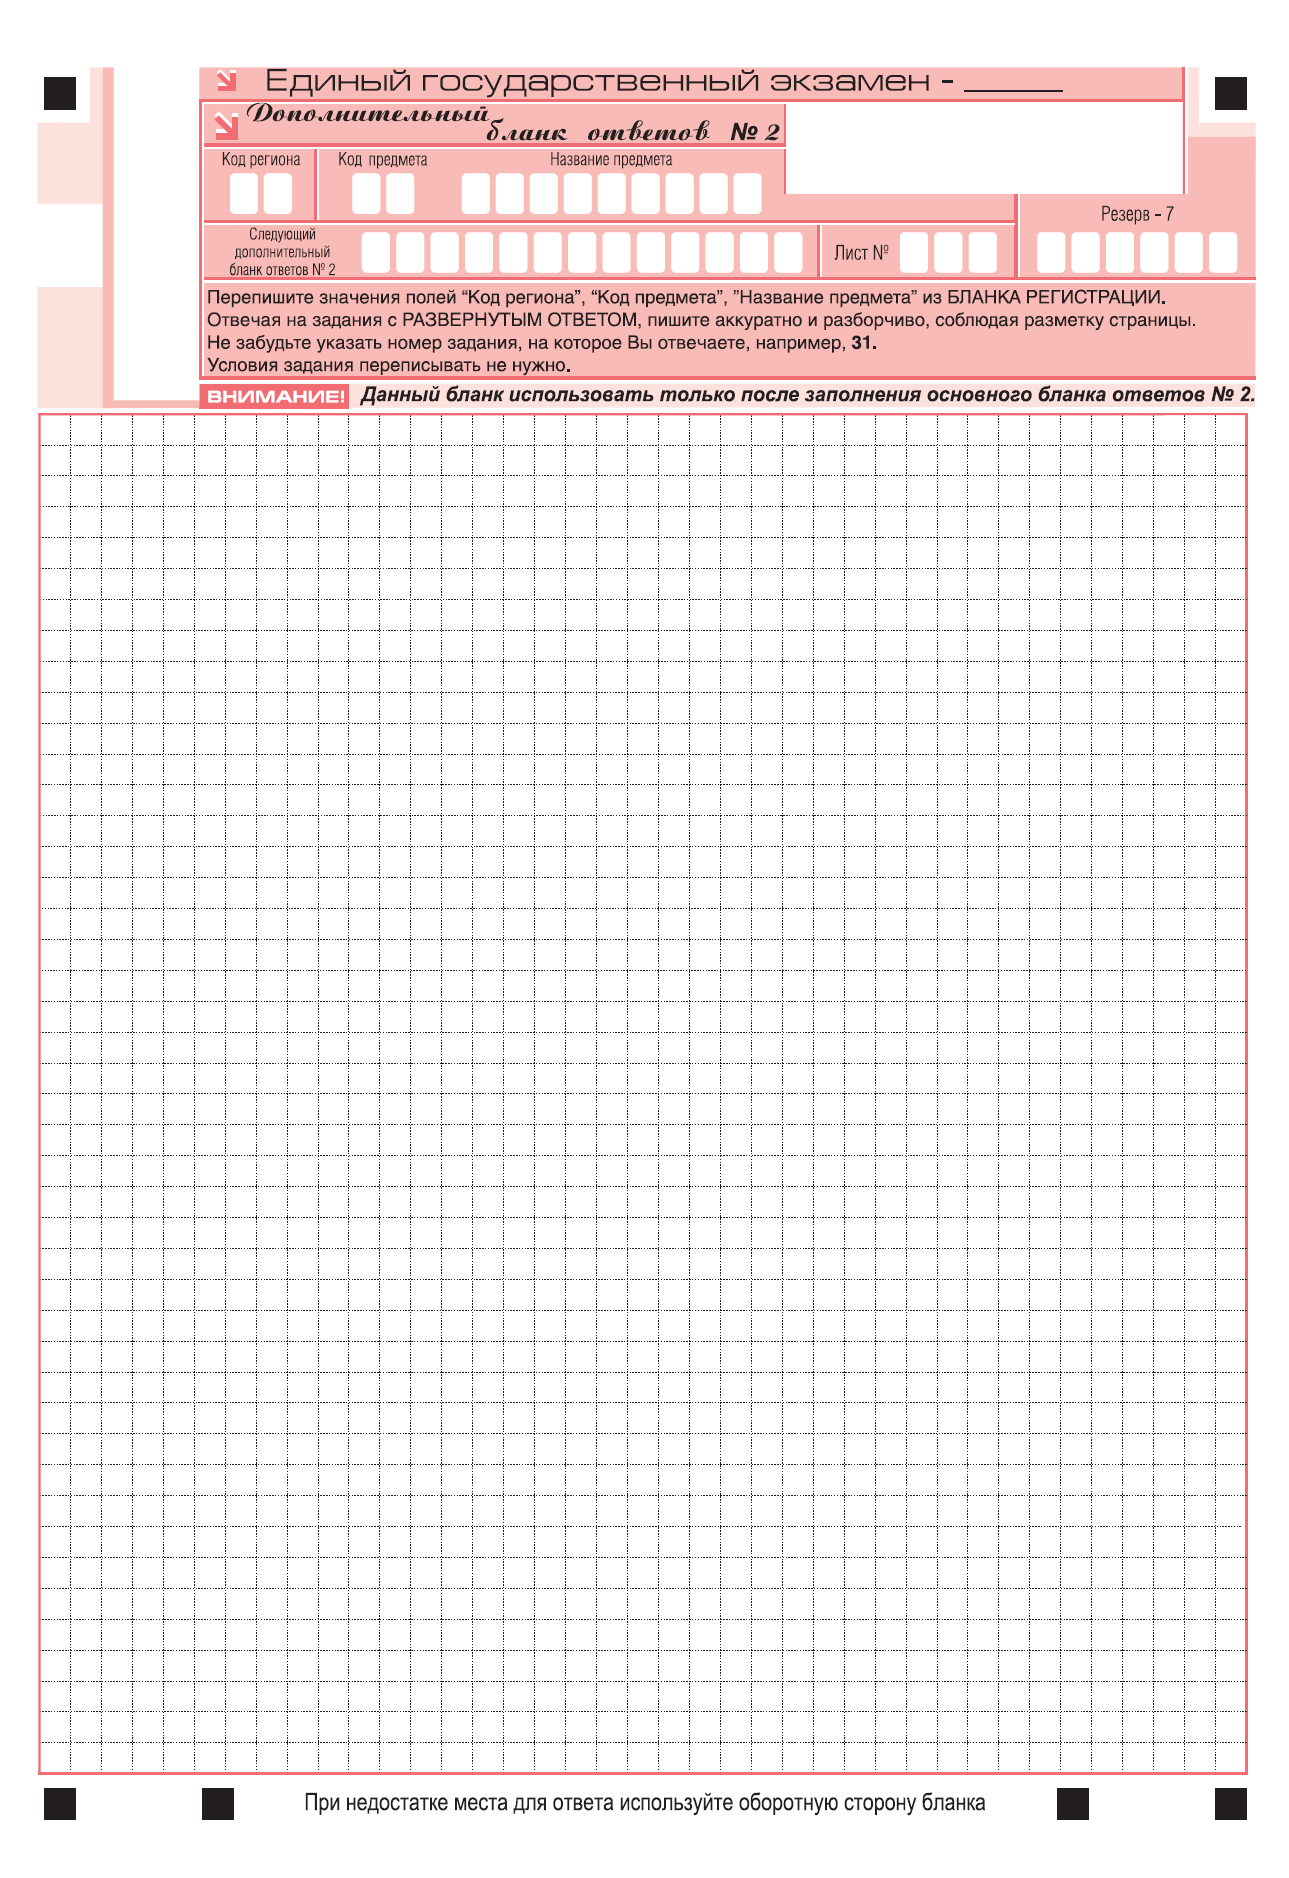 Единый государственный экзамен - ______
Дополнительный
бланк ответов № 2
Код региона Код предмета Название предмета
Резерв - 7
Следующий
дополнительный
бланк ответов № 2
Лист №
Перепишите значения полей “Код региона”, “Код предмета”, ”Название предмета” из БЛАНКА РЕГИСТРАЦИИ.
Отвечая на задания с РАЗВЕРНУТЫМ ОТВЕТОМ, пишите аккуратно и разборчиво, соблюдая разметку страницы.
Не забудьте указать номер задания, на которое Вы отвечаете, например, 31.
Условия задания переписывать не нужно.
ВНИМАНИЕ! Данный бланк использовать только после заполнения основного бланка ответов № 2.
При недостатке места для ответа используйте оборотную сторону бланка